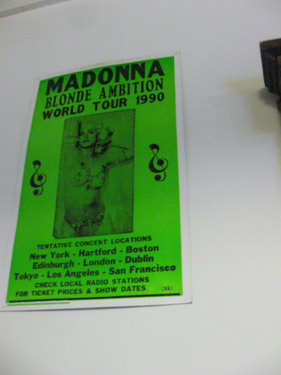 MADONNA
BLONDE AMBITION
WORLD TOUR 1990
TENTATIVE CONCERT LOCATIONS
New York - Hartford - Boston
Edinburgh - London - Dublin
Tokyo - Los Angeles - San Francisco
CHECK LOCAL RADIO STATIONS
FOR TICKET PRICES & SHOW DATES